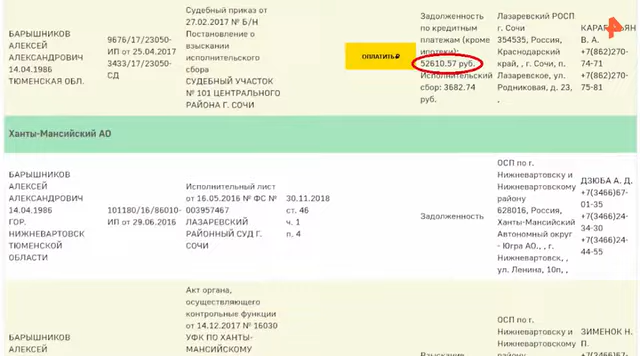 БАРЫШНИКОВ
АЛЕКСЕЙ
АЛЕКСАНДРОВИЧ
14.04.1986
ТЮМЕНСКАЯ ОБЛ.
9676/17/23050-
ИП от 25.04.2017
3433/17/23050-
СД
Судебный приказ от
27.02.2017 № Б/Н
Постановление о
взыскании
исполнительского
сбора
СУДЕБНЫЙ УЧАСТОК
№ 101 ЦЕНТРАЛЬНОГО
РАЙОНА Г. СОЧИ
ОПЛАТИТЬ₽
Задолженность
по кредитным
платежам (кроме
ипотеки):
52610.57 руб.
Исполнительский
сбор: 3682.74
руб.
Лазаревский РОСП
г. Сочи
354535, Россия,
Краснодарский
край, , г. Сочи, п.
Лазаревское, ул.
Родниковая, д. 23, ,
В. А.
+7(862)270-
74-71
+7(862)270-
75-81
Ханты-Мансийский АО
БАРЫШНИКОВ
АЛЕКСЕЙ
АЛЕКСАНДРОВИЧ
14.04.1986
ГОР.
НИЖНЕВАРТОВСК
ТЮМЕНСКОЙ
ОБЛАСТИ
101180/16/86010-
ИП от 29.06.2016
Исполнительный лист
от 16.05.2016 № ФС №
003957467
ЛАЗАРЕВСКИЙ
РАЙОННЫЙ СУД Г.
СОЧИ
30.11.2018
ст. 46
ч. 1
п. 4
Задолженность
ОСП по г.
Нижневартовску и
Нижневартовскому
району
628016, Россия,
Ханты-Мансийский
Автономный округ
- Югра АО., , г.
Нижневартовск, ,
ул. Ленина, 10п, ,
ДЗЮБА А. Д.
+7(3466)67-
01-35
+7(3466)24-
34-30
+7(3466)24-
44-55
БАРЫШНИКОВ
АЛЕКСЕЙ
Акт органа,
осуществляющего
контрольные функции
от 14.12.2017 № 16030
УФК ПО ХАНТЫ-
МАНСИЙСКОМУ
Взыскание
ОСП по г.
Нижневартовску и
Нижневартовскому
ЗИМЕНОК Н.
П.